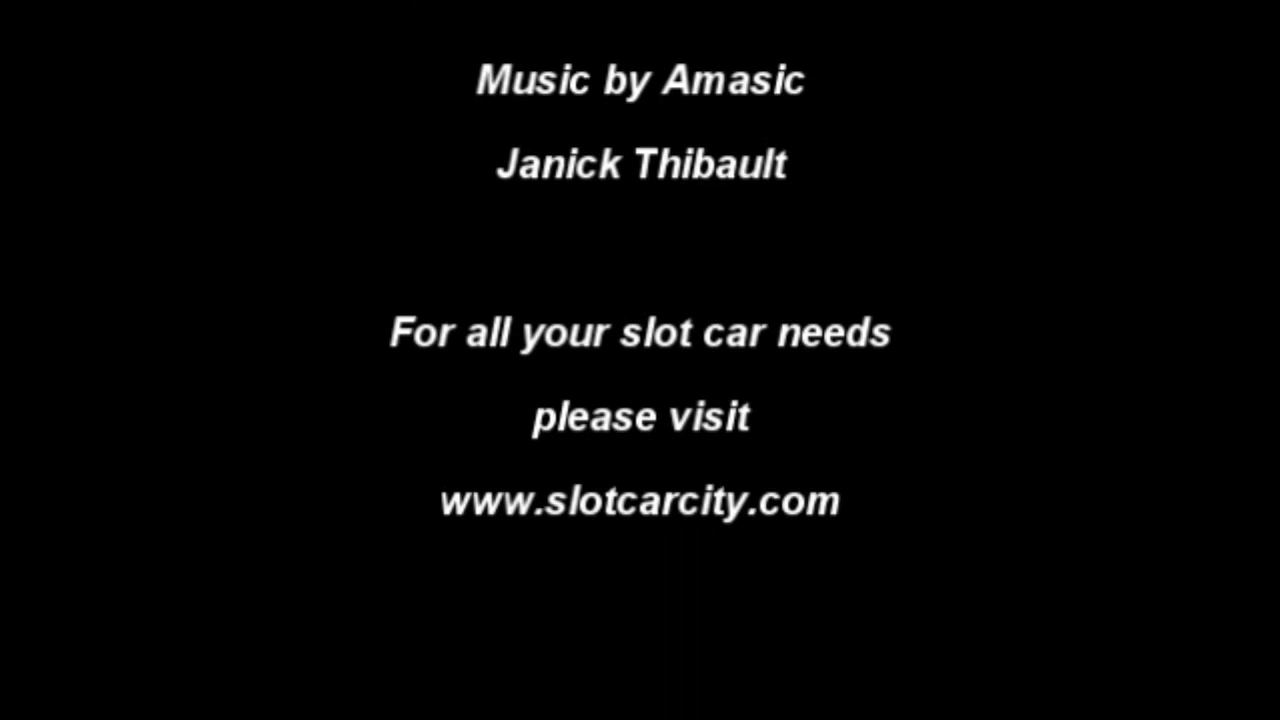 Music by Amasic
Janick Thibault
For all your slot car needs
please visit
www.slotcarcity.com